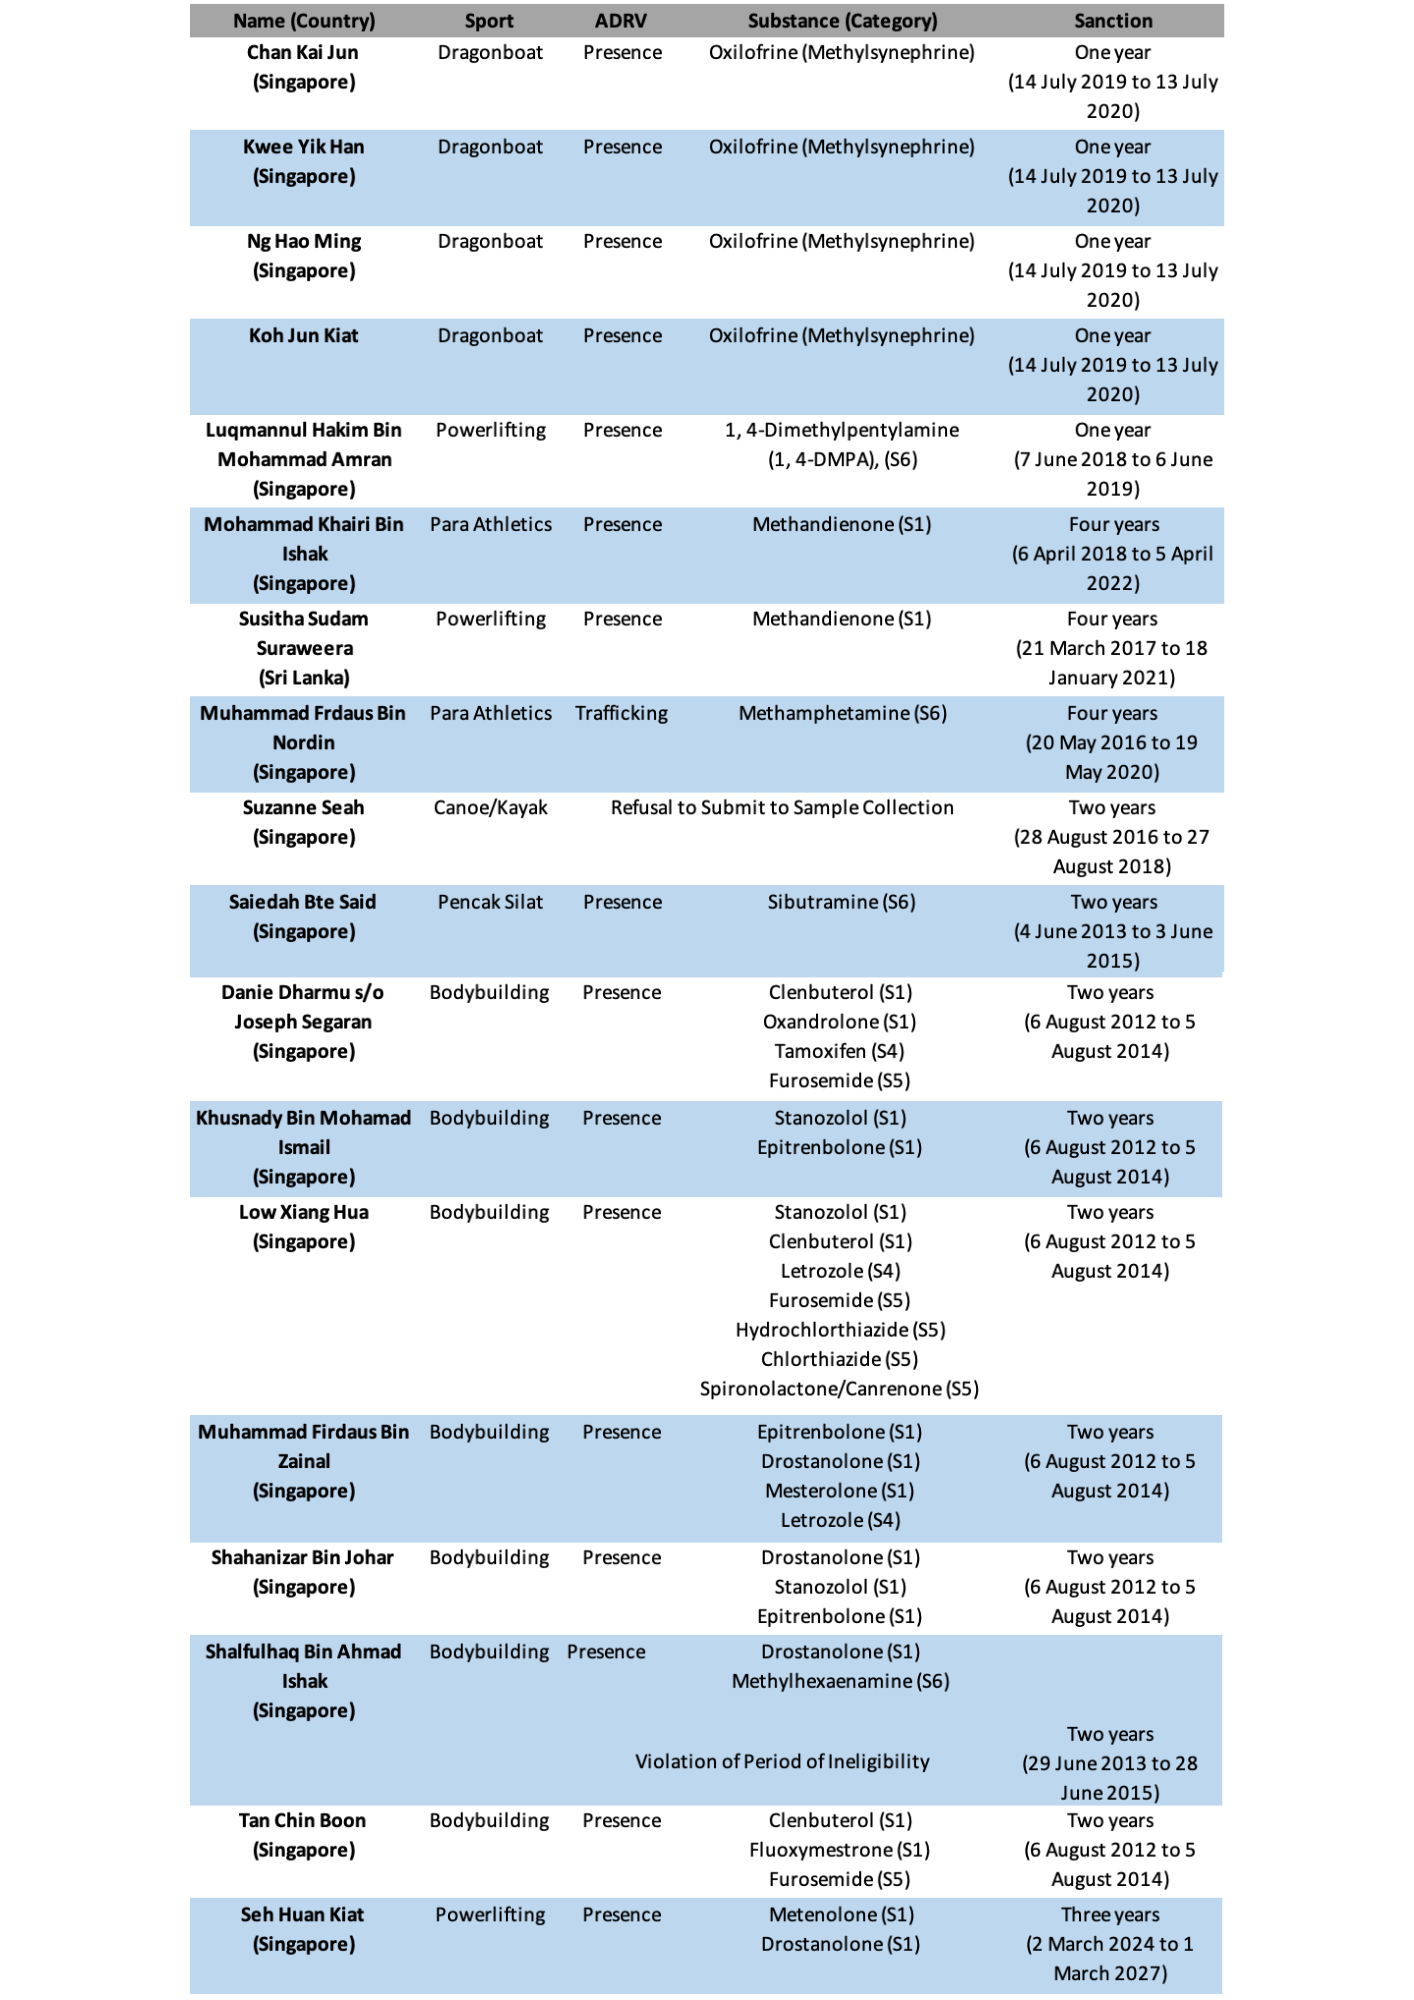 Name (Country) Sport ADRV Substance (Category) Sanction
Chan Kai Jun Dragonboat Presence Oxilofrine (Methylsynephrine) One year
(Singapore) (14 July 2019 to 13 July
2020)
Kwee Yik Han Dragonboat Presence Oxilofrine (Methylsynephrine) One year
(Singapore) (14 July 2019 to 13 July
2020)
Ng Hao Ming Dragonboat Presence Oxilofrine (Methylsynephrine) One year
(Singapore) (14 July 2019 to 13 July
2020)
Koh Jun Kiat Dragonboat Presence Oxilofrine (Methylsynephrine) One year
(14 July 2019 to 13 July
2020)
Luqmannul Hakim Bin Powerlifting Presence 1, 4-Dimethylpentylamine One year
Mohammad Amran (1, 4-DMPA), (S6) (7 June 2018 to 6 June
(Singapore) 2019)
Mohammad Khairi Bin Para Athletics Presence Methandienone (S1) Four years
Ishak (6 April 2018 to 5 April
(Singapore) 2022)
Susitha Sudam Powerlifting Presence Methandienone (S1) Four years
Suraweera (21 March 2017 to 18
(Sri Lanka) January 2021)
Muhammad Frdaus Bin Para Athletics Trafficking Methamphetamine (S6) Four years
Nordin (20 May 2016 to 19
(Singapore) May 2020)
Suzanne Seah Canoe/Kayak Refusal to Submit to Sample Collection Two years
(Singapore) (28 August 2016 to 27
August 2018)
Saiedah Bte Said Pencak Silat Presence Sibutramine (S6) Two years
(Singapore) (4 June 2013 to 3 June
2015)
Danie Dharmu s/o Bodybuilding Presence Clenbuterol (S1) Two years
Joseph Segaran Oxandrolone (S1) (6 August 2012 to 5
(Singapore) Tamoxifen (S4) August 2014)
Furosemide (S5)
Khusnady Bin Mohamad Bodybuilding Presence Stanozolol (S1) Two years
Ismail Epitrenbolone (S1) (6 August 2012 to 5
(Singapore) August 2014)
Low Xiang Hua Bodybuilding Presence Stanozolol (S1) Two years
(Singapore) Clenbuterol (S1) (6 August 2012 to 5
Letrozole (S4) August 2014)
Furosemide (S5)
Hydrochlorthiazide (S5)
Chlorthiazide (S5)
Spironolactone/Canrenone (S5)
Muhammad Firdaus Bin Bodybuilding Presence Epitrenbolone (S1) Two years
Zainal Drostanolone (S1) (6 August 2012 to 5
(Singapore) Mesterolone (S1) August 2014)
Letrozole (S4)
Shahanizar Bin Johar Bodybuilding Presence Drostanolone (S1) Two years
(Singapore) Stanozolol (S1) (6 August 2012 to 5
Epitrenbolone (S1) August 2014)
Shalfulhaq Bin Ahmad Bodybuilding Presence Drostanolone (S1)
Ishak Methylhexaenamine (S6)
(Singapore)
Two years
Violation of Period of Ineligibility (29 June 2013 to 28
June 2015)
Tan Chin Boon Bodybuilding Presence Clenbuterol (S1) Two years
(Singapore) Fluoxymestrone (S1) (6 August 2012 to 5
Furosemide (S5) August 2014)
Seh Huan Kiat Powerlifting Presence Metenolone (S1) Three years
(Singapore) Drostanolone (S1) (2 March 2024 to 1
March 2027)